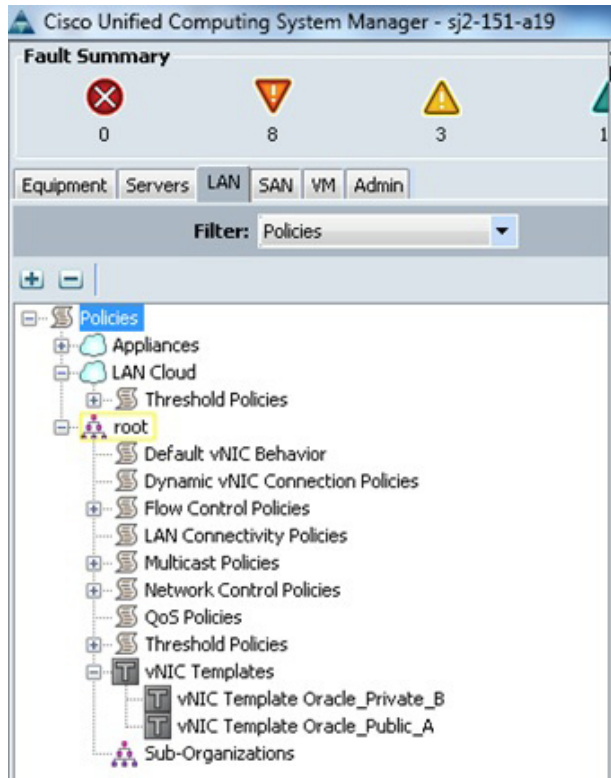 Cisco Unified Computing System Manager - sj2-151-a19
Fault Summary
0 8 3 1
Equipment Servers LAN SAN VM Admin
Filter: Policies
Policies
Appliances
LAN Cloud
Threshold Policies
root
Default vNIC Behavior
Dynamic vNIC Connection Policies
Flow Control Policies
LAN Connectivity Policies
Multicast Policies
Network Control Policies
QoS Policies
Threshold Policies
vNIC Templates
vNIC Template Oracle_Private_B
vNIC Template Oracle_Public_A
Sub-Organizations